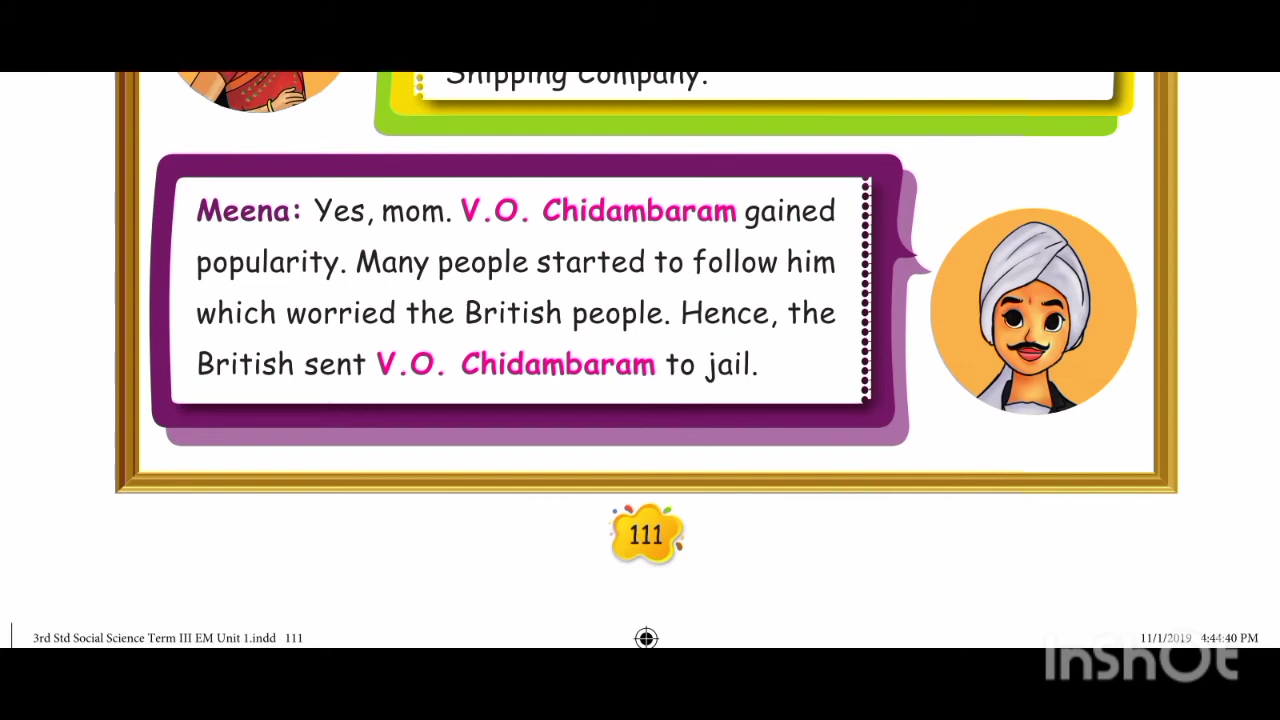 Shipping Company.
Meena: Yes, mom. V.O. Chidambaram gained
popularity. Many people started to follow him
which worried the British people. Hence, the
British sent V.O. Chidambaram to jail.
111
3rd Std Social Science Term III EM Unit 1.indd 111
11/1/2019 4:44:40 PM
InShOt